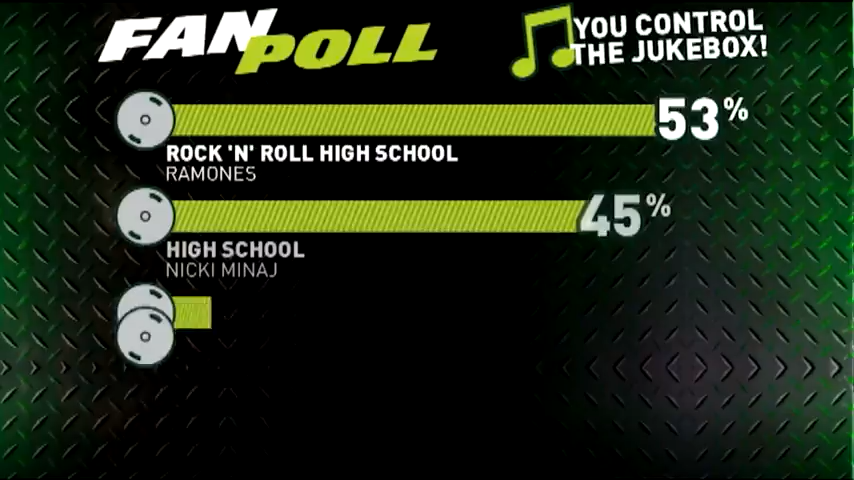 FAN POLL
YOU CONTROL
THE JUKEBOX!
53%
ROCK 'N' ROLL HIGH SCHOOL
RAMONES
45%
HIGH SCHOOL
NICKI MINAJ